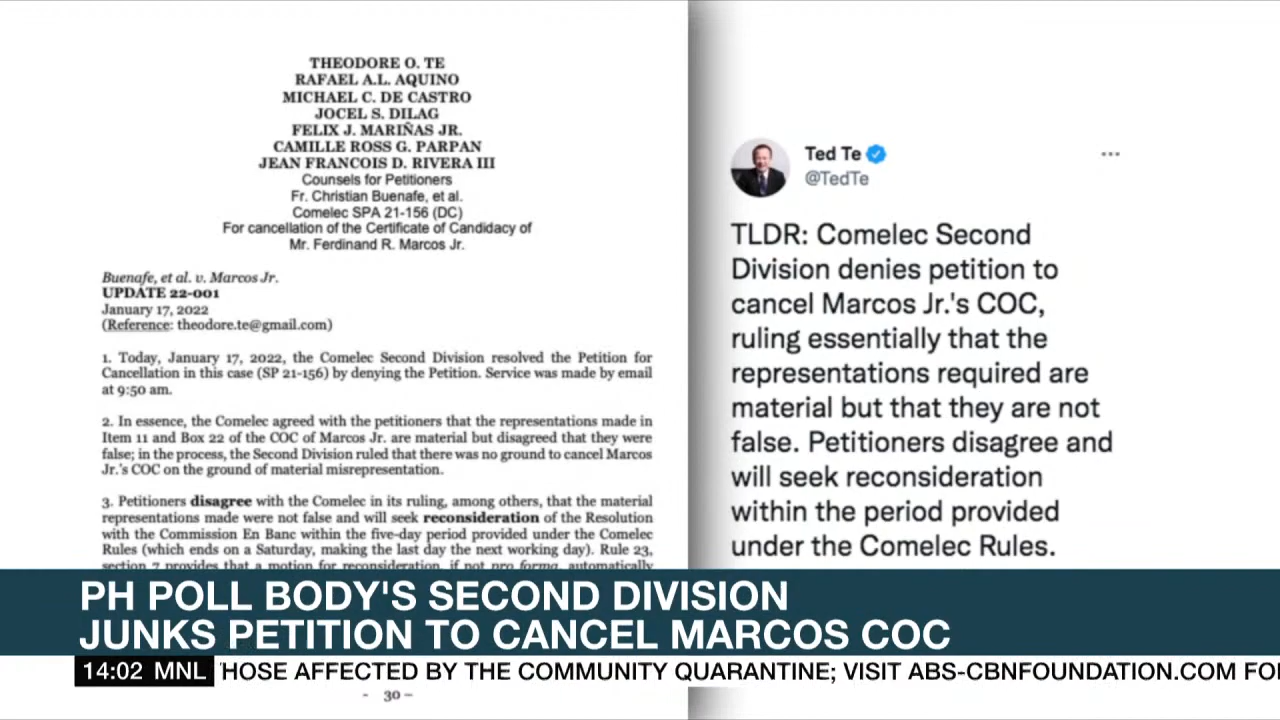 THEODORE O. TE
RAFAEL A.L. AQUINO
MICHAEL C. DE CASTRO
JOCEL S. DILAG
FELIX J. MARIÑAS JR.
CAMILLE ROSS G. PARPAN
JEAN FRANCOIS D. RIVERA III
Counsels for Petitioners
Fr. Christian Buenafe, et al.
Comelec SPA 21-156 (DC)
For cancellation of the Certificate of Candidacy of
Mr. Ferdinand R. Marcos Jr.
Buenafe, et al. v. Marcos Jr.
UPDATE 22-001
January 17, 2022
(Reference: theodore.te@gmail.com)
1. Today, January 17, 2022, the Comelec Second Division resolved the Petition for
Cancellation in this case (SP 21-156) by denying the Petition. Service was made by email
at 9:50 am.
2. In essence, the Comelec agreed with the petitioners that the representations made in
Item 11 and Box 22 of the COC of Marcos Jr. are material but disagreed that they were
false; in the process, the Second Division ruled that there was no ground to cancel Marcos
Jr.'s COC on the ground of material misrepresentation.
3. Petitioners disagree with the Comelec in its ruling, among others, that the material
representations made were not false and will seek reconsideration of the Resolution
with the Commission En Banc within the five-day period provided under the Comelec
Rules (which ends on a Saturday, making the last day the next working day). Rule 23,
section 7 provides that a motion for reconsideration, if not pro forma, automatically
- 30 –
Ted Te
@TedTe
TLDR: Comelec Second
Division denies petition to
cancel Marcos Jr.'s COC,
ruling essentially that the
representations required are
material but that they are not
false. Petitioners disagree and
will seek reconsideration
within the period provided
under the Comelec Rules.
PH POLL BODY'S SECOND DIVISION
JUNKS PETITION TO CANCEL MARCOS COC
14:02 MNL HOSE AFFECTED BY THE COMMUNITY QUARANTINE; VISIT ABS-CBNFOUNDATION.COM FO